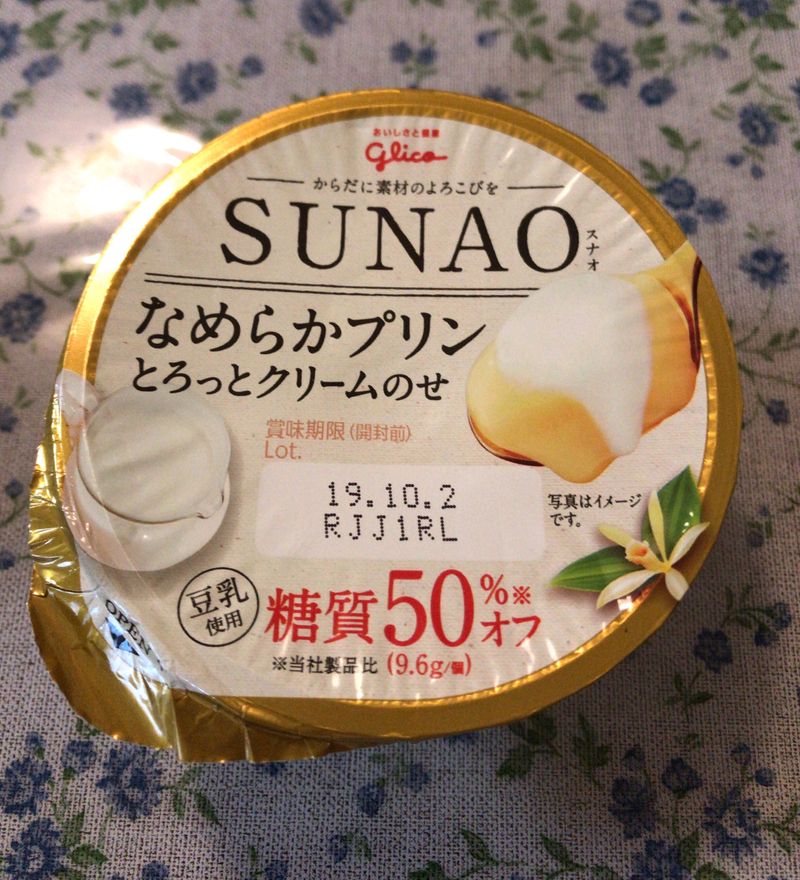 おいしさと健康
glico
からだに素材のよろこびを
SUNAO
スナオ
なめらかプリン
とろっとクリームのせ
賞味期限(開封前)
Lot.
19.10.2
RJJ1RL
写真はイメージ
です。
豆乳
使用
糖質50%※オフ
※当社製品比(9.6g/個)
OPEN